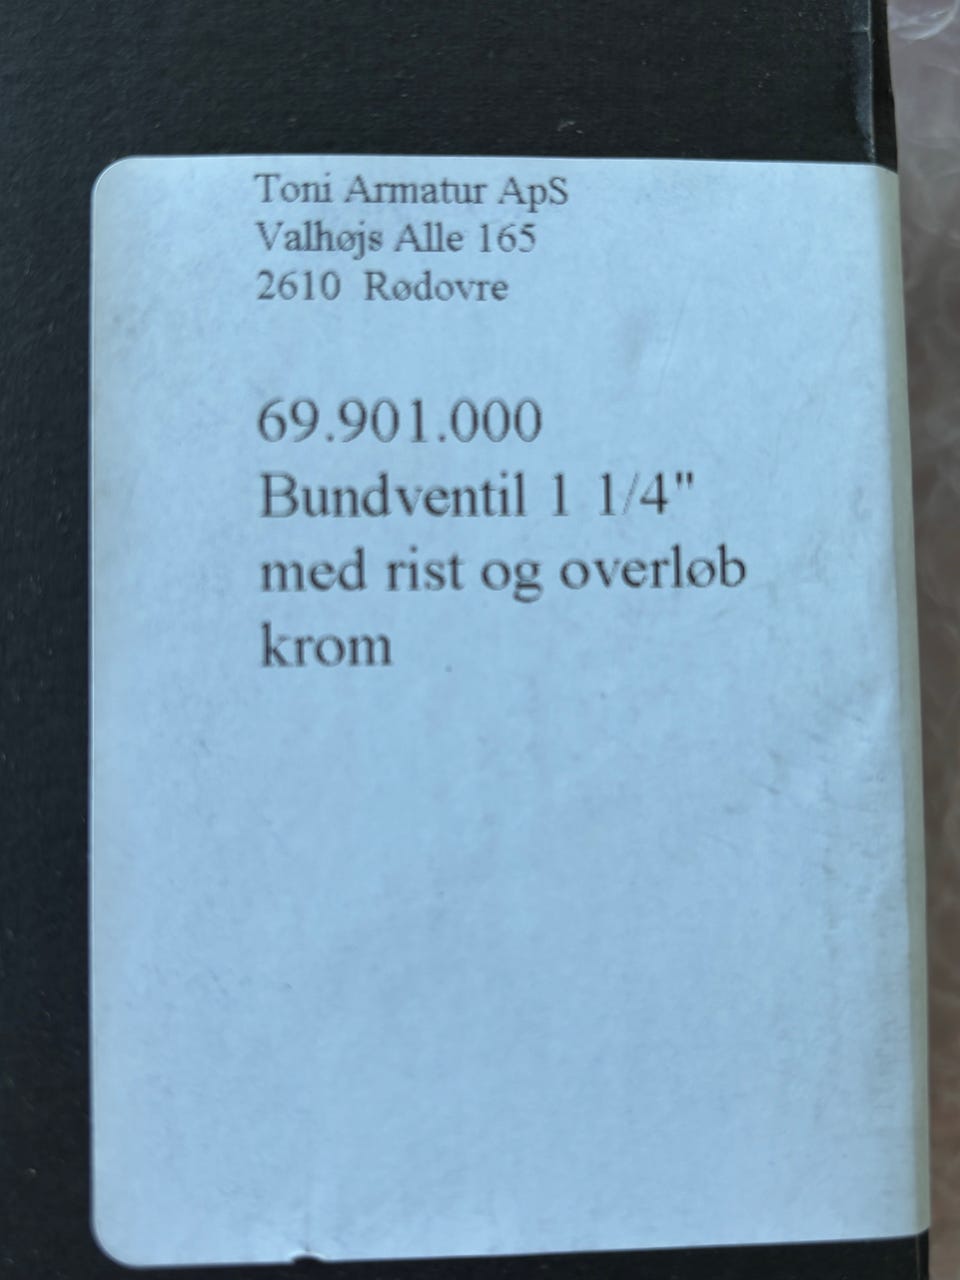 Toni Armatur ApS
Valhøjs Alle 165
2610 Rødovre
69.901.000
Bundventil 1 1/4"
med rist og overløb
krom